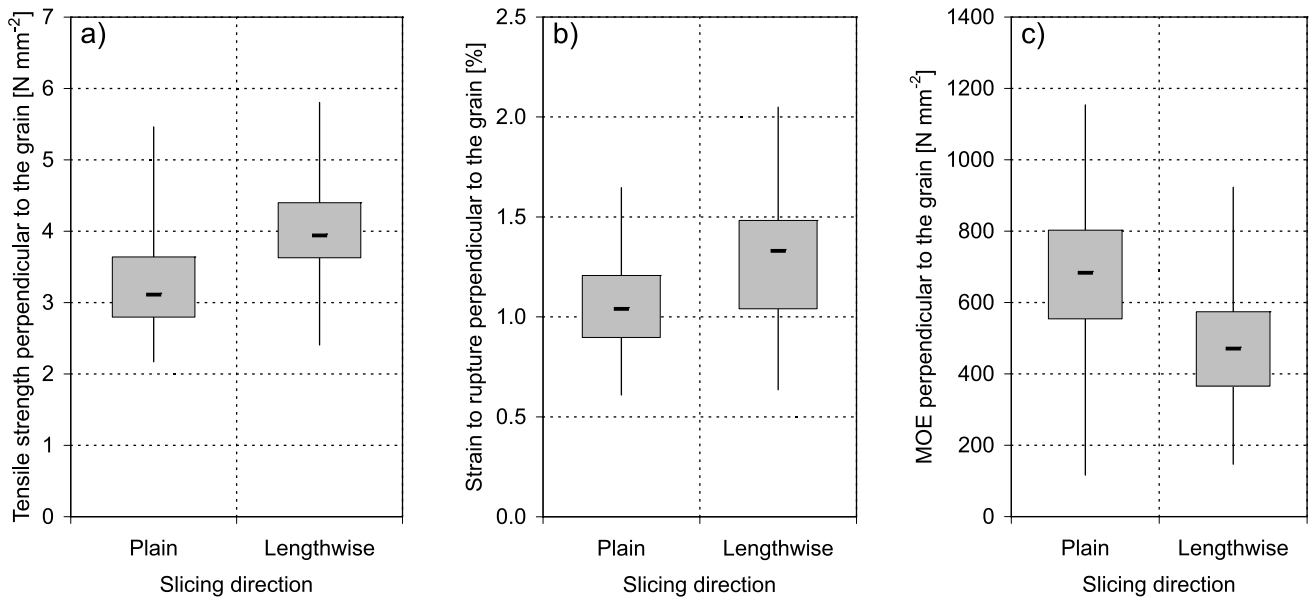 a)
Tensile strength perpendicular to the grain [N mm⁻²]
7
6
5
4
3
2
1
0
Plain Lengthwise
Slicing direction
b)
Strain to rupture perpendicular to the grain [%]
2.5
2.0
1.5
1.0
0.5
0.0
Plain Lengthwise
Slicing direction
c)
MOE perpendicular to the grain [N mm⁻²]
1400
1200
1000
800
600
400
200
0
Plain Lengthwise
Slicing direction